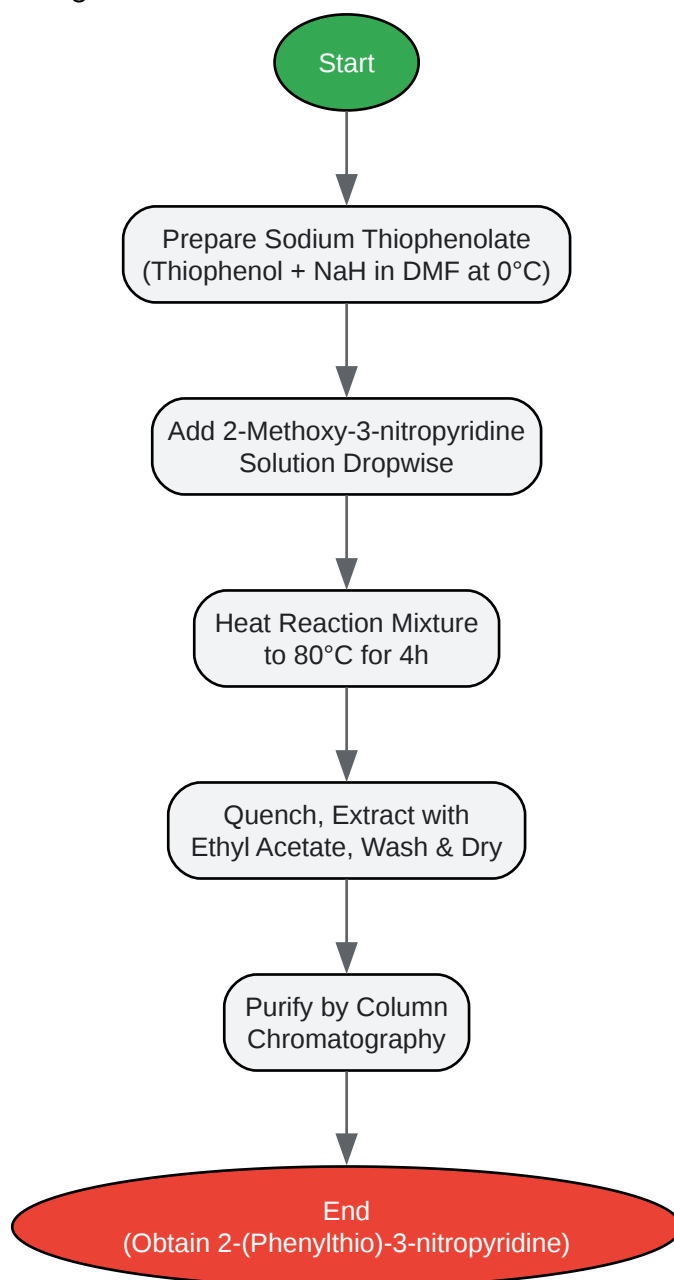 Start
Prepare Sodium Thiophenolate
(Thiophenol + NaH in DMF at 0°C)
Add 2-Methoxy-3-nitropyridine
Solution Dropwise
Heat Reaction Mixture
to 80°C for 4h
Quench, Extract with
Ethyl Acetate, Wash & Dry
Purify by Column
Chromatography
End
(Obtain 2-(Phenylthio)-3-nitropyridine)